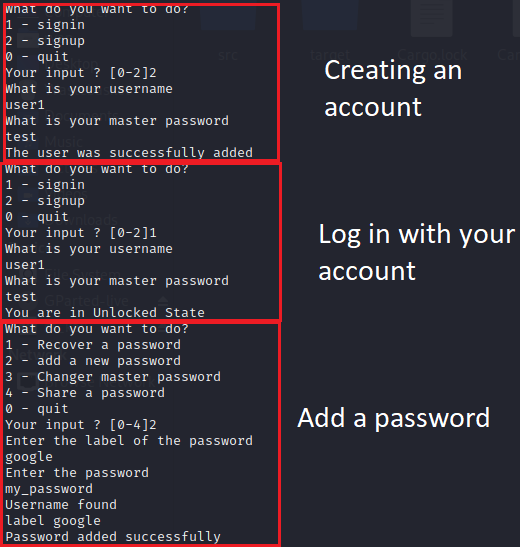 What do you want to do?
1 - signin
2 - signup
0 - quit
Your input ? [0-2]2
What is your username
user1
What is your master password
test
The user was successfully added
Creating an
account
What do you want to do?
1 - signin
2 - signup
0 - quit
Your input ? [0-2]1
What is your username
user1
What is your master password
test
You are in Unlocked State
Log in with your
account
What do you want to do?
1 - Recover a password
2 - add a new password
3 - Changer master password
4 - Share a password
0 - quit
Your input ? [0-4]2
Enter the label of the password
google
Enter the password
my_password
Username found
label google
Password added successfully
Add a password
src
target
Cargo.lock